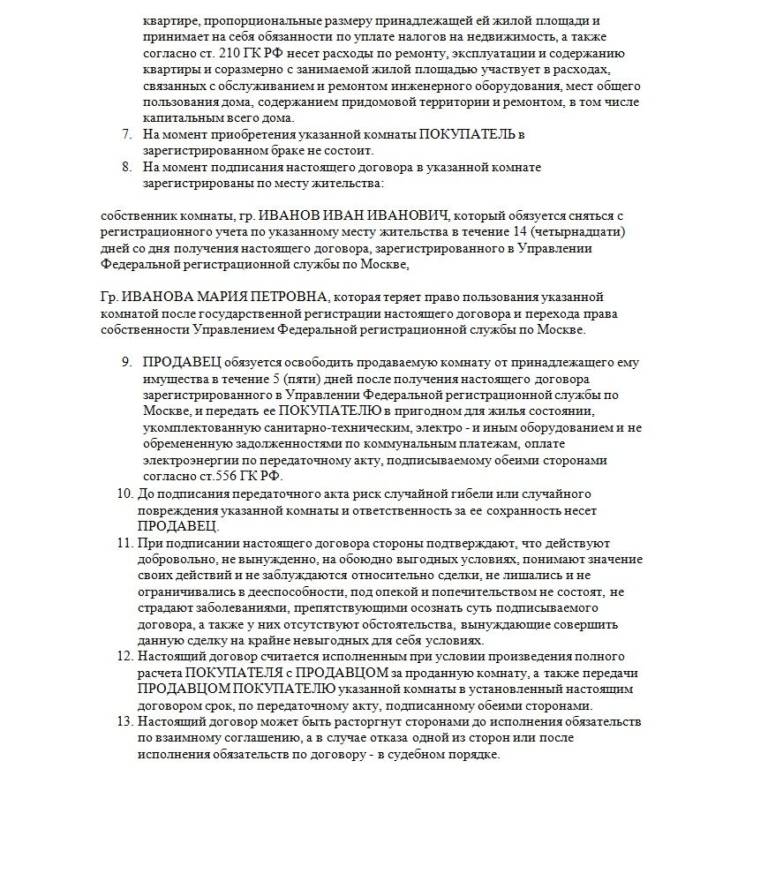 квартире, пропорциональные размеру принадлежащей ей жилой площади и
принимает на себя обязанности по уплате налогов на недвижимость, а также
согласно ст. 210 ГК РФ несет расходы по ремонту, эксплуатации и содержанию
квартиры и соразмерно с занимаемой жилой площадью участвует в расходах,
связанных с обслуживанием и ремонтом инженерного оборудования, мест общего
пользования дома, содержанием придомовой территории и ремонтом, в том числе
капитальным всего дома.
7. На момент приобретения указанной комнаты ПОКУПАТЕЛЬ в
зарегистрированном браке не состоит.
8. На момент подписания настоящего договора в указанной комнате
зарегистрированы по месту жительства:
собственник комнаты, гр. ИВАНОВ ИВАН ИВАНОВИЧ, который обязуется сняться с
регистрационного учета по указанному месту жительства в течение 14 (четырнадцати)
дней со дня получения настоящего договора, зарегистрированного в Управлении
Федеральной регистрационной службы по Москве,
Гр. ИВАНОВА МАРИЯ ПЕТРОВНА, которая теряет право пользования указанной
комнатой после государственной регистрации настоящего договора и перехода права
собственности Управлением Федеральной регистрационной службы по Москве.
9. ПРОДАВЕЦ обязуется освободить продаваемую комнату от принадлежащего ему
имущества в течение 5 (пяти) дней после получения настоящего договора
зарегистрированного в Управлении Федеральной регистрационной службы по
Москве, и передать ее ПОКУПАТЕЛЮ в пригодном для жилья состоянии,
укомплектованную санитарно-техническим, электро - и иным оборудованием и не
обремененную задолженностями по коммунальным платежам, оплате
электроэнергии по передаточному акту, подписываемому обеими сторонами
согласно ст.556 ГК РФ.
10. До подписания передаточного акта риск случайной гибели или случайного
повреждения указанной комнаты и ответственность за ее сохранность несет
ПРОДАВЕЦ.
11. При подписании настоящего договора стороны подтверждают, что действуют
добровольно, не вынужденно, на обоюдно выгодных условиях, понимают значение
своих действий и не заблуждаются относительно сделки, не лишались и не
ограничивались в дееспособности, под опекой и попечительством не состоят, не
страдают заболеваниями, препятствующими осознать суть подписываемого
договора, а также у них отсутствуют обстоятельства, вынуждающие совершить
данную сделку на крайне невыгодных для себя условиях.
12. Настоящий договор считается исполненным при условии произведения полного
расчета ПОКУПАТЕЛЯ с ПРОДАВЦОМ за проданную комнату, а также передачи
ПРОДАВЦОМ ПОКУПАТЕЛЮ указанной комнаты в установленный настоящим
договором срок, по передаточному акту, подписанному обеими сторонами.
13. Настоящий договор может быть расторгнут сторонами до исполнения обязательств
по взаимному соглашению, а в случае отказа одной из сторон или после
исполнения обязательств по договору - в судебном порядке.